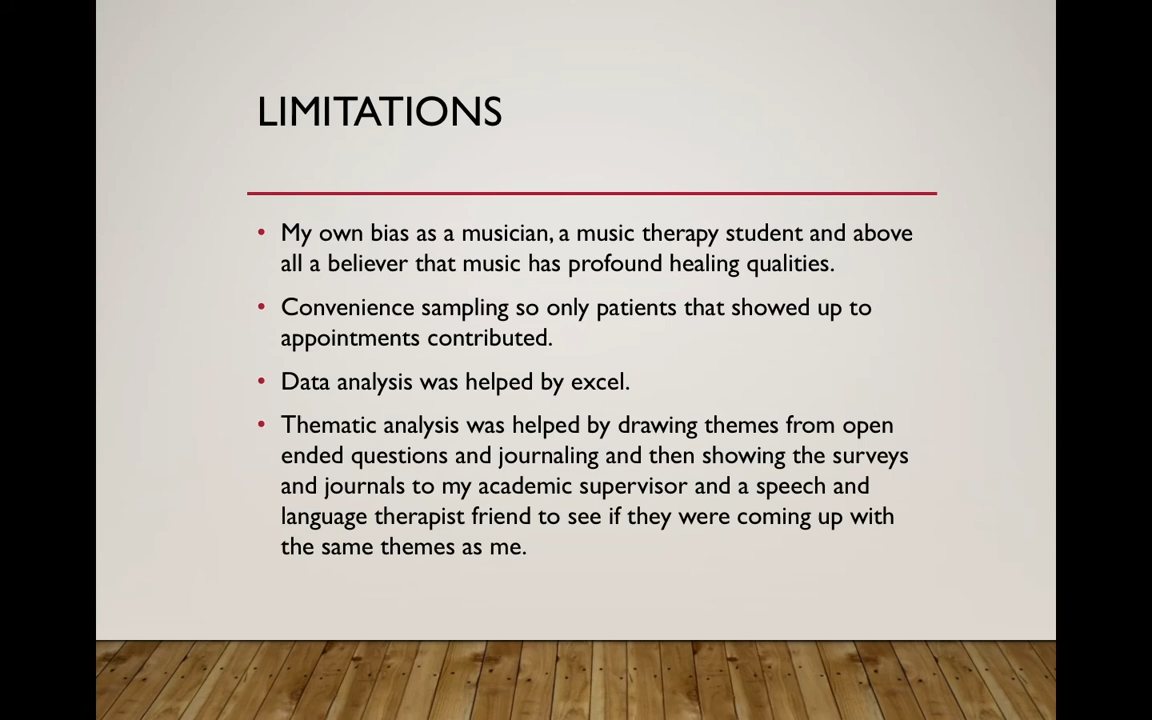 LIMITATIONS
• My own bias as a musician, a music therapy student and above
all a believer that music has profound healing qualities.
• Convenience sampling so only patients that showed up to
appointments contributed.
• Data analysis was helped by excel.
• Thematic analysis was helped by drawing themes from open
ended questions and journaling and then showing the surveys
and journals to my academic supervisor and a speech and
language therapist friend to see if they were coming up with
the same themes as me.